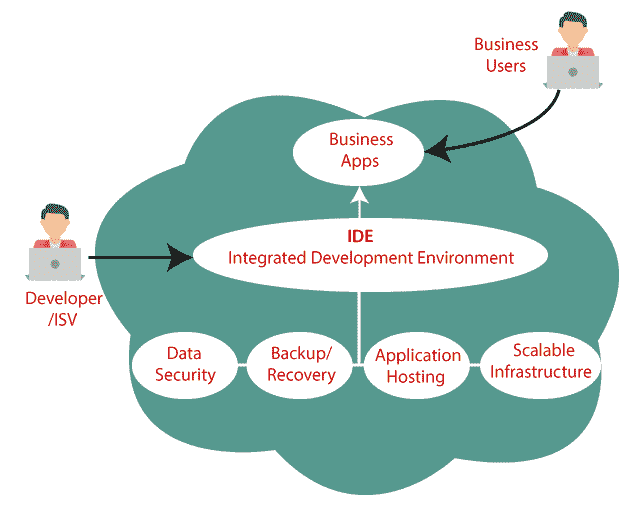 Business
Users
Business
Apps
IDE
Integrated Development Environment
Developer
/ISV
Data
Security
Backup/
Recovery
Application
Hosting
Scalable
Infrastructure